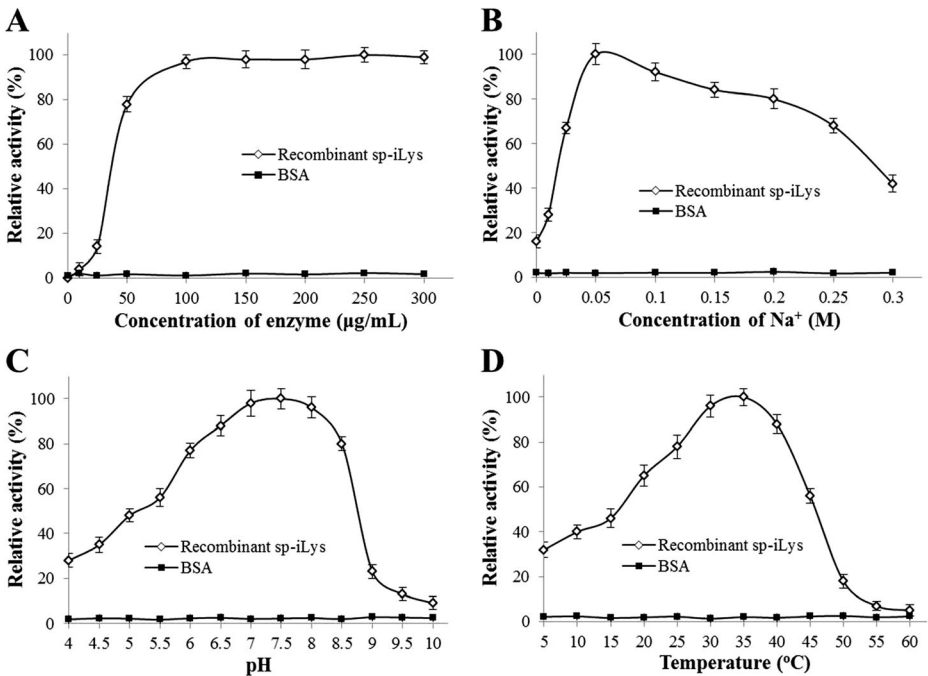 A
Relative activity (%)
100
80
60
40
20
0
Recombinant sp-iLys
BSA
0 50 100 150 200 250 300
Concentration of enzyme (µg/mL)
B
Relative activity (%)
100
80
60
40
20
0
Recombinant sp-iLys
BSA
0 0.05 0.1 0.15 0.2 0.25 0.3
Concentration of Na⁺ (M)
C
Relative activity (%)
100
80
60
40
20
0
Recombinant sp-iLys
BSA
4 4.5 5 5.5 6 6.5 7 7.5 8 8.5 9 9.5 10
pH
D
Relative activity (%)
100
80
60
40
20
0
Recombinant sp-iLys
BSA
5 10 15 20 25 30 35 40 45 50 55 60
Temperature (ºC)